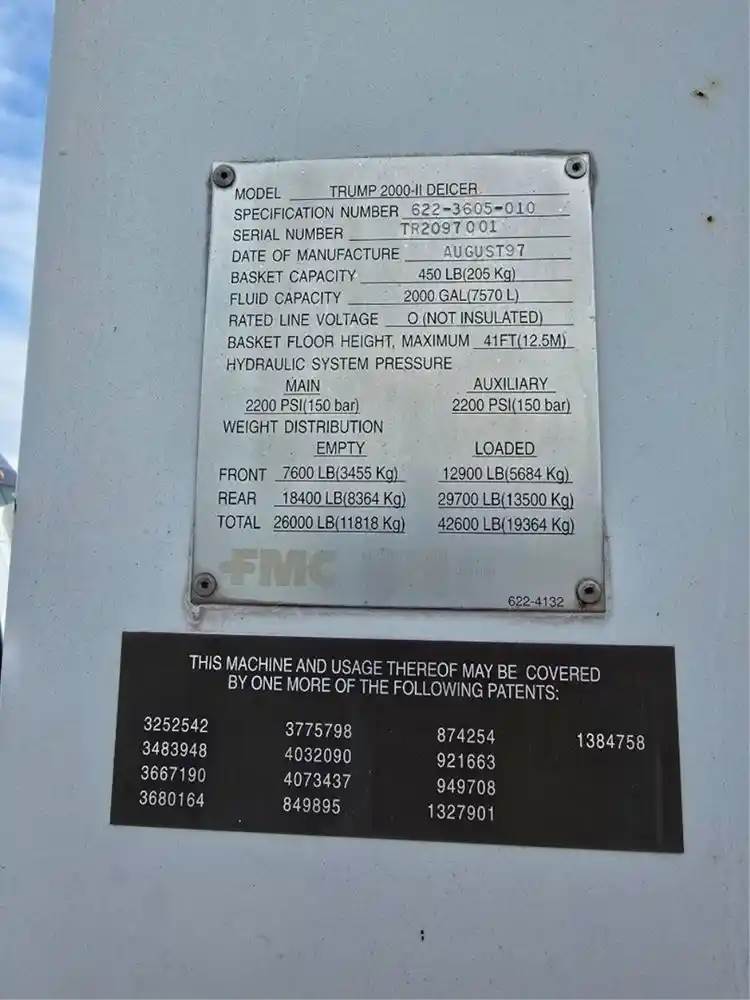 MODEL TRUMP 2000-II DEICER
SPECIFICATION NUMBER 622-3605-010
SERIAL NUMBER TR2097001
DATE OF MANUFACTURE AUGUST97
BASKET CAPACITY 450 LB(205 Kg)
FLUID CAPACITY 2000 GAL(7570 L)
RATED LINE VOLTAGE O (NOT INSULATED)
BASKET FLOOR HEIGHT, MAXIMUM 41FT(12.5M)
HYDRAULIC SYSTEM PRESSURE
MAIN AUXILIARY
2200 PSI(150 bar) 2200 PSI(150 bar)
WEIGHT DISTRIBUTION
EMPTY LOADED
FRONT 7600 LB(3455 Kg) 12900 LB(5684 Kg)
REAR 18400 LB(8364 Kg) 29700 LB(13500 Kg)
TOTAL 26000 LB(11818 Kg) 42600 LB(19364 Kg)
FMC
622-4132
THIS MACHINE AND USAGE THEREOF MAY BE COVERED
BY ONE MORE OF THE FOLLOWING PATENTS:
3252542 3775798 874254 1384758
3483948 4032090 921663
3667190 4073437 949708
3680164 849895 1327901